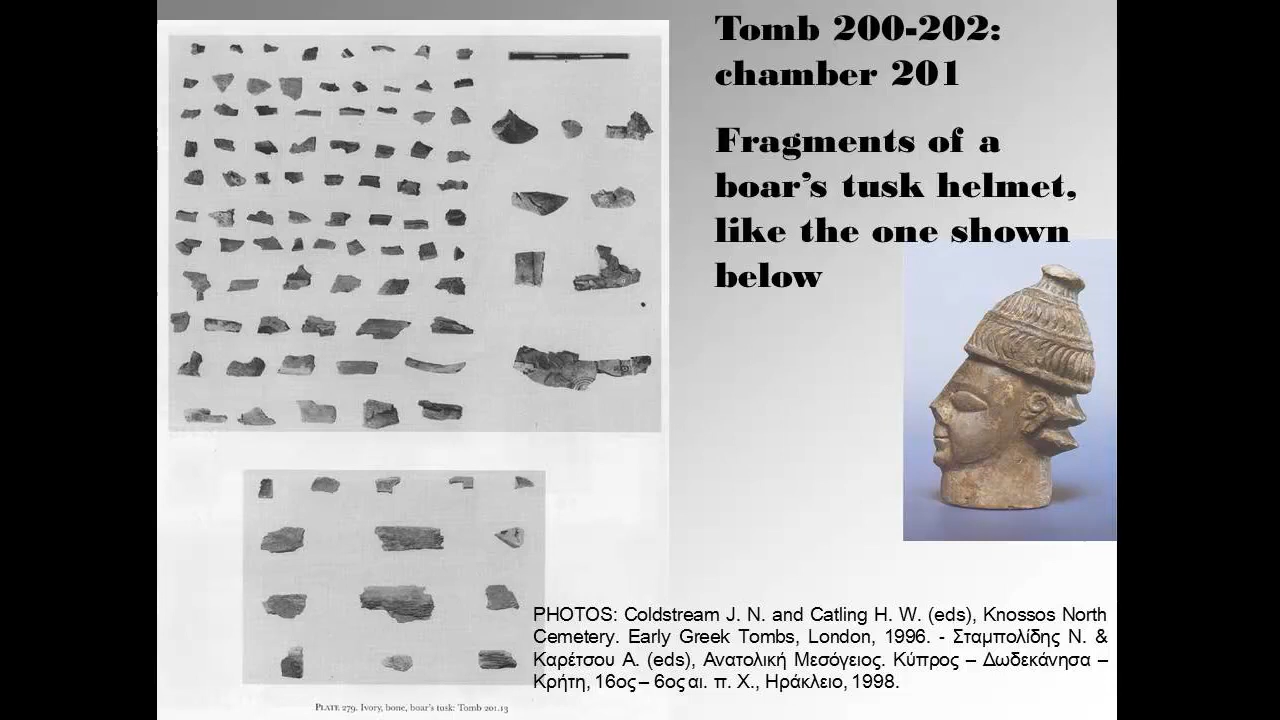 Tomb 200-202:
chamber 201
Fragments of a
boar's tusk helmet,
like the one shown
below
PHOTOS: Coldstream J. N. and Catling H. W. (eds), Knossos North
Cemetery. Early Greek Tombs, London, 1996. - Σταμπολίδης Ν. &
Καρέτσου Α. (eds), Ανατολική Μεσόγειος. Κύπρος – Δωδεκάνησα –
Κρήτη, 16ος – 6ος αι. π. Χ., Ηράκλειο, 1998.
PLATE 279. Ivory, bone, boar's tusk: Tomb 201.13